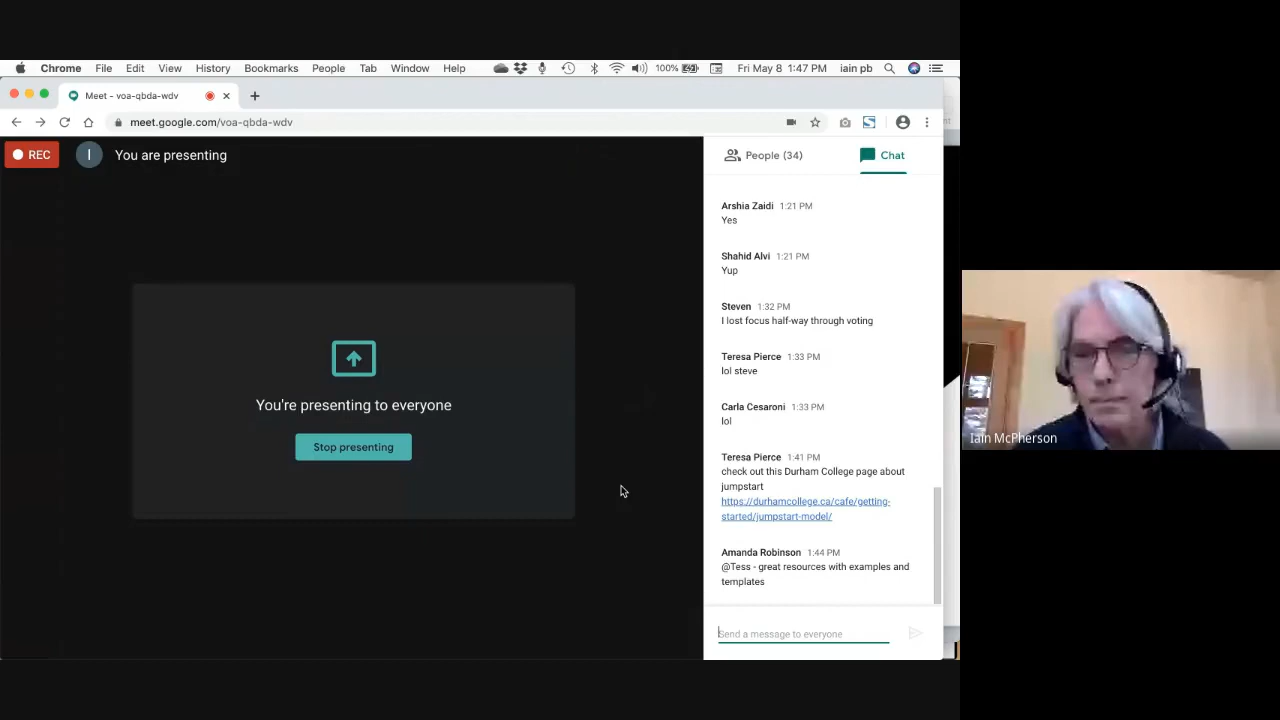 Chrome File Edit View History Bookmarks People Tab Window Help 100% Fri May 8 1:47 PM iain pb
Meet - voa-qbda-wdv
meet.google.com/voa-qbda-wdv
REC I You are presenting
People (34) Chat
Arshia Zaidi 1:21 PM
Yes
Shahid Alvi 1:21 PM
Yup
Steven 1:32 PM
I lost focus half-way through voting
Teresa Pierce 1:33 PM
lol steve
Carla Cesaroni 1:33 PM
lol
Teresa Pierce 1:41 PM
check out this Durham College page about
jumpstart
https://durhamcollege.ca/cafe/getting-
started/jumpstart-model/
Amanda Robinson 1:44 PM
@Tess - great resources with examples and
templates
Send a message to everyone
You're presenting to everyone
Stop presenting
Iain McPherson